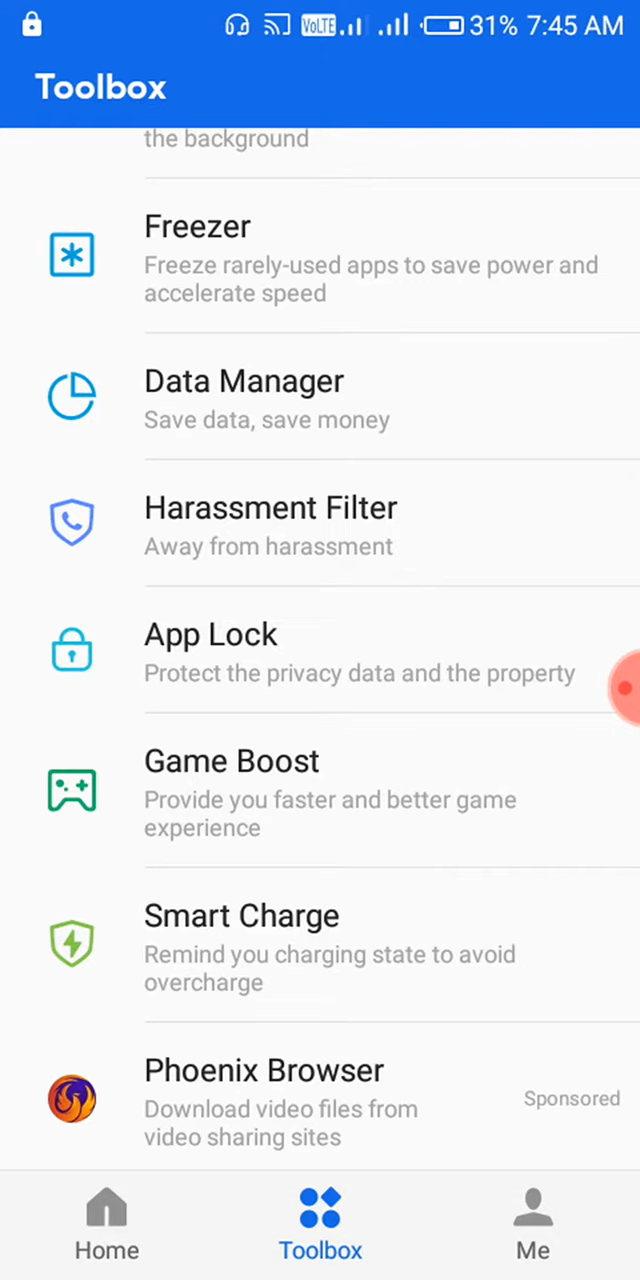 VoLTE 31% 7:45 AM
Toolbox
the background
Freezer
Freeze rarely-used apps to save power and
accelerate speed
Data Manager
Save data, save money
Harassment Filter
Away from harassment
App Lock
Protect the privacy data and the property
Game Boost
Provide you faster and better game
experience
Smart Charge
Remind you charging state to avoid
overcharge
Phoenix Browser
Download video files from
video sharing sites
Sponsored
Home Toolbox Me